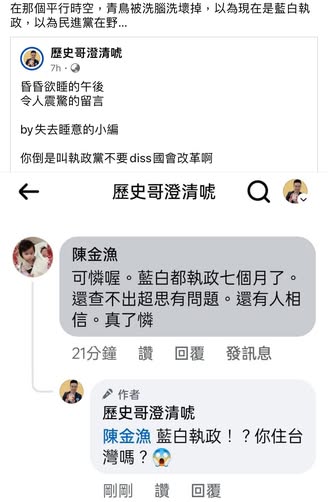 在那個平行時空,青鳥被洗腦洗壞掉,以為現在是藍白執
政,以為民進黨在野...
歷史哥澄清唬
7h
昏昏欲睡的午後
令人震驚的留言
by失去睡意的小編
你倒是叫執政黨不要diss國會改革啊
歷史哥澄清唬
陳金漁
可憐喔。藍白都執政七個月了。
還查不出超思有問題。還有人相
信。真了憐
21分鐘 讚 回覆 發訊息
作者
歷史哥澄清唬
陳金漁 藍白執政!?你住台
灣嗎?😱
剛剛 讚 回覆